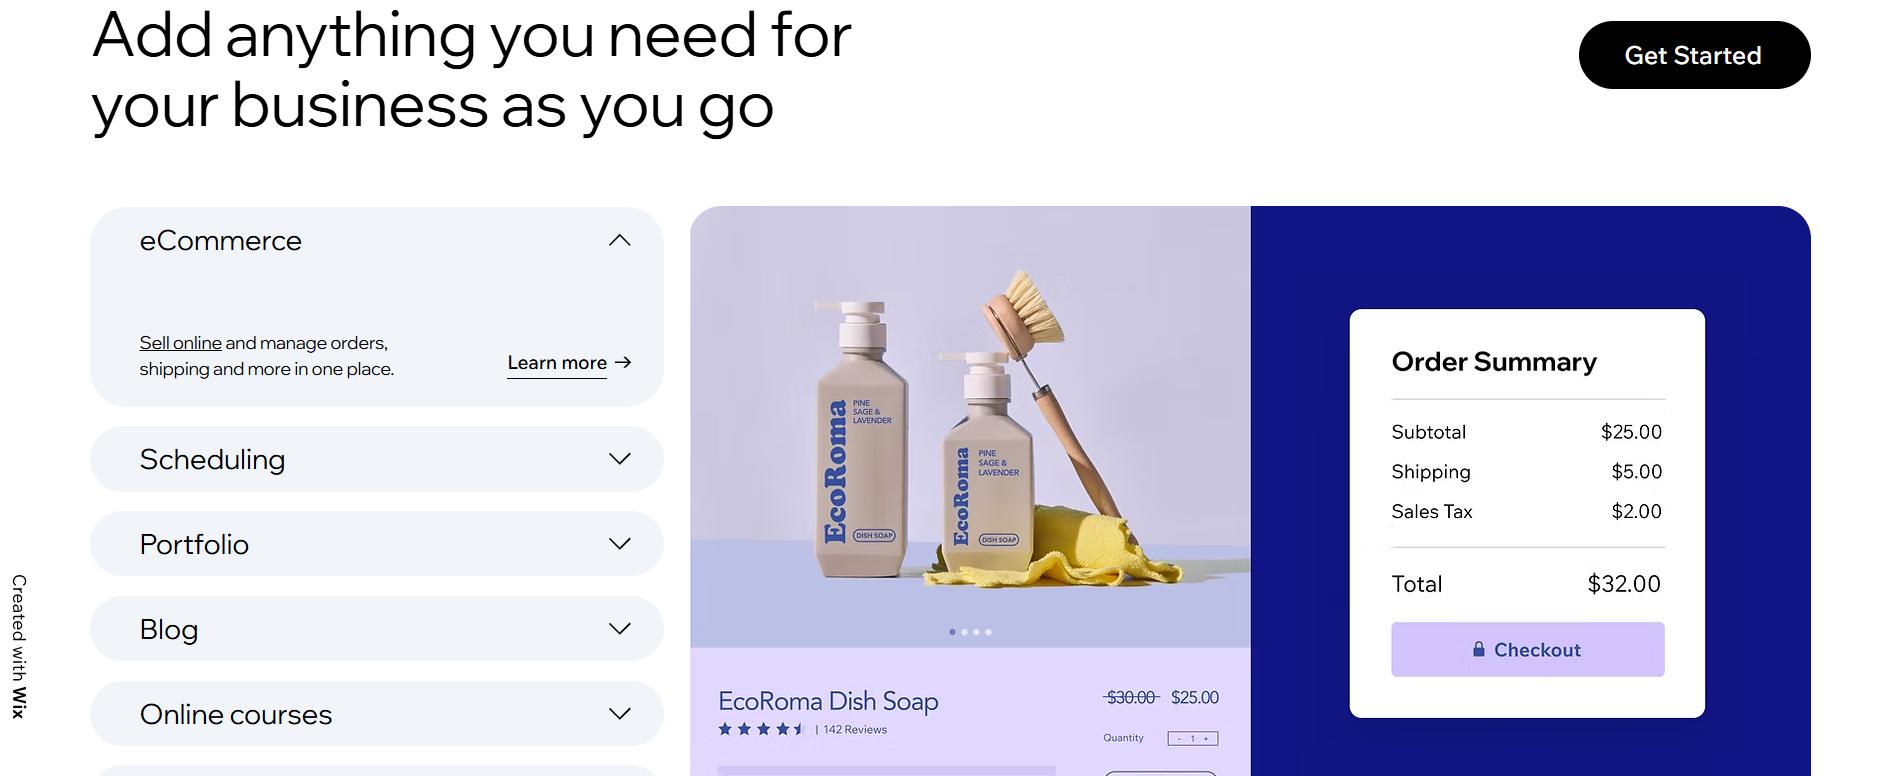 Add anything you need for
your business as you go
Get Started
eCommerce
Sell online and manage orders,
shipping and more in one place.
Learn more →
Scheduling
Portfolio
Blog
Online courses
Created with Wix
EcoRoma
PINE
SAGE &
LAVENDER
DISH SOAP
EcoRoma
PINE
SAGE &
LAVENDER
DISH SOAP
EcoRoma Dish Soap
$30.00 $25.00
| 142 Reviews
Quantity - 1 +
Order Summary
Subtotal $25.00
Shipping $5.00
Sales Tax $2.00
Total $32.00
Checkout